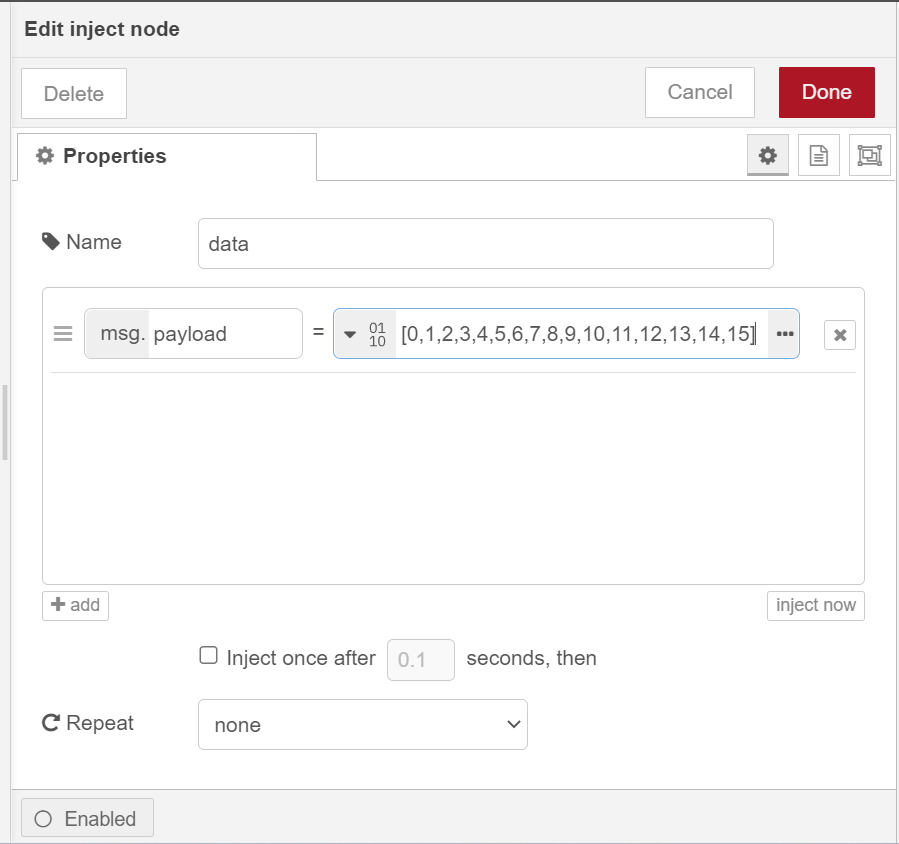 Edit inject node
Delete
Cancel
Done
Properties
Name
data
msg. payload = 01 10 [0,1,2,3,4,5,6,7,8,9,10,11,12,13,14,15]
add
inject now
Inject once after 0.1 seconds, then
Repeat
none
Enabled